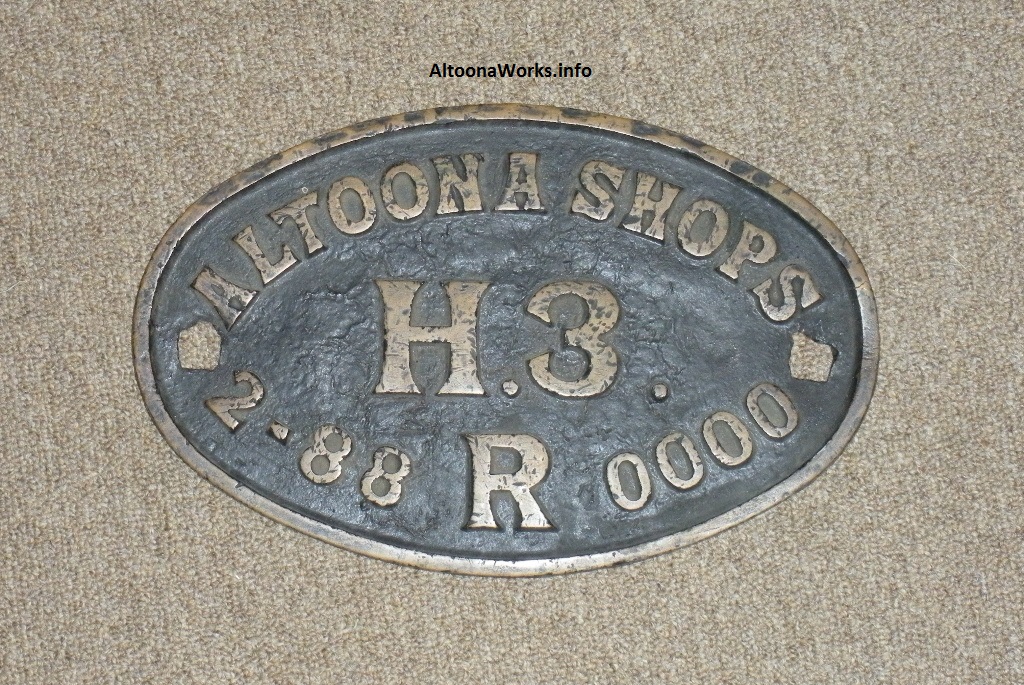 AltoonaWorks.info
ALTOONA SHOPS
H.3.
2-88 R 0000